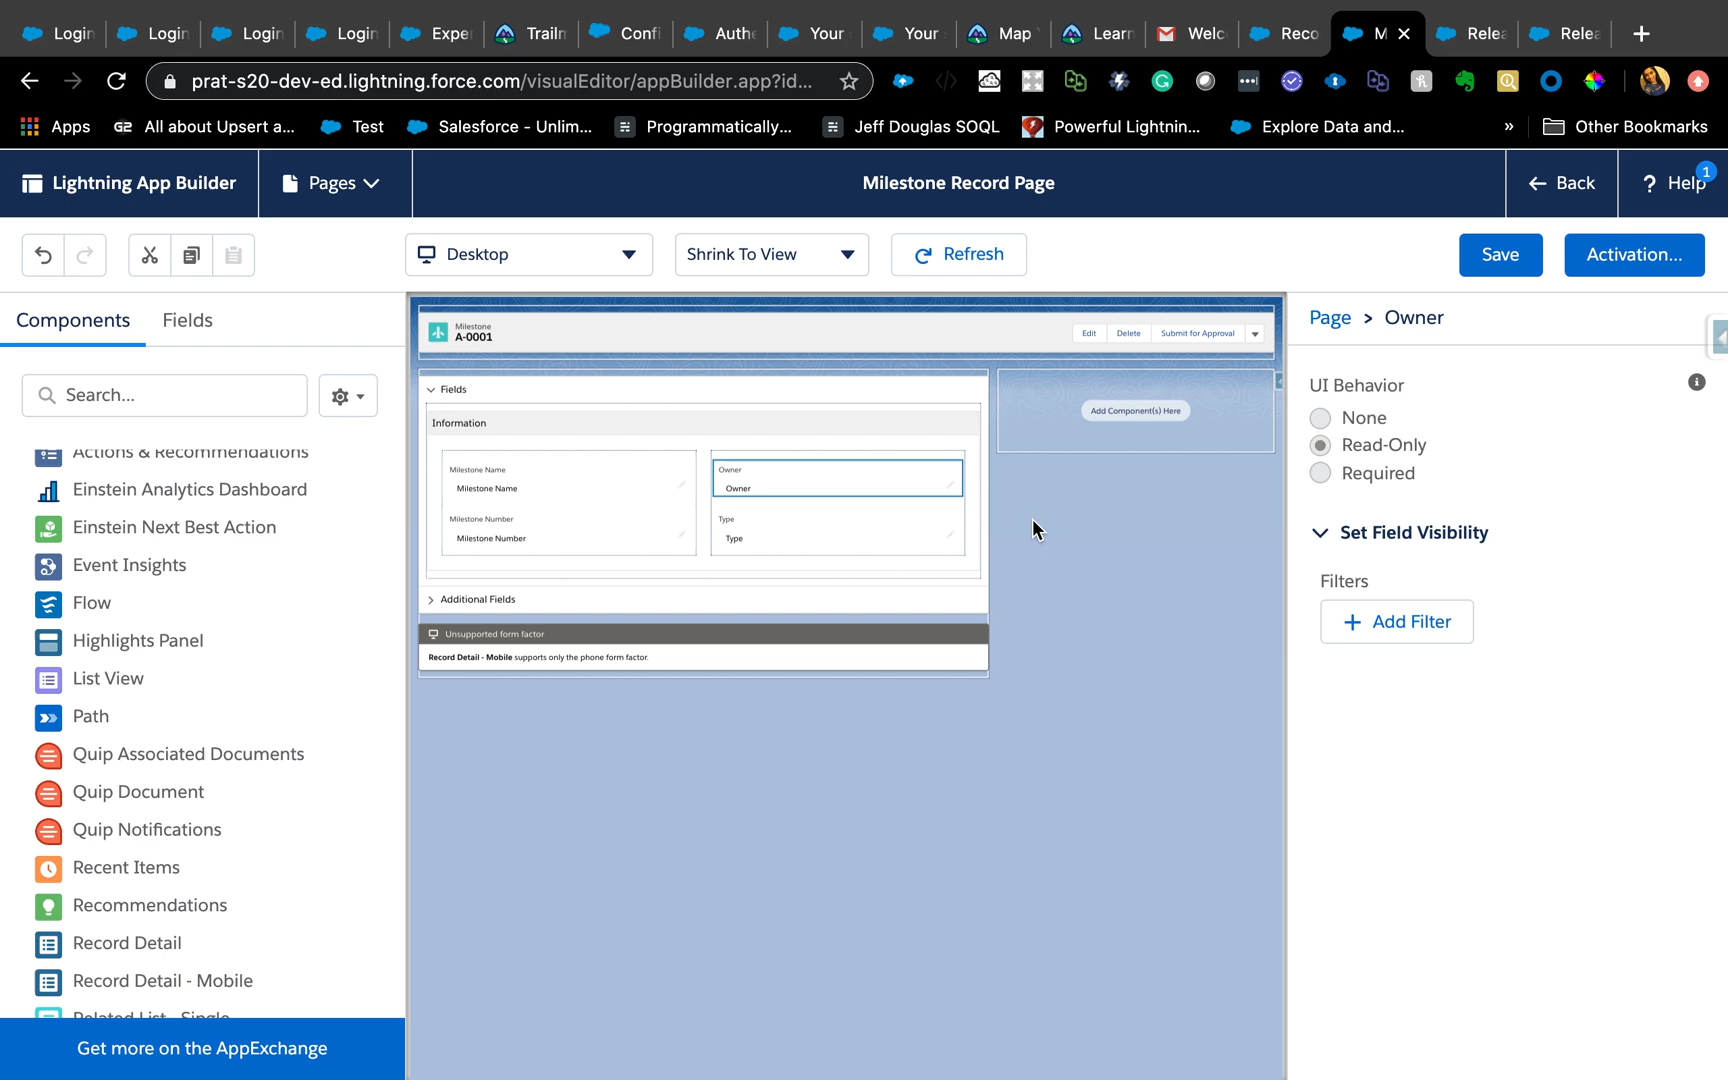 Login
Login
Login
Login
Expe
Trailh
Confi
Authe
Your
Your
Map
Learn
Welc
Reco
M
Relea
Relea
prat-s20-dev-ed.lightning.force.com/visualEditor/appBuilder.app?id...
Apps
G2 All about Upsert a...
Test
Salesforce - Unlim...
Programmatically...
Jeff Douglas SOQL
Powerful Lightnin...
Explore Data and...
»
Other Bookmarks
Lightning App Builder
Pages
Milestone Record Page
Back
? Help
1
Desktop
Shrink To View
Refresh
Save
Activation...
Components
Fields
Search...
Actions & Recommendations
Einstein Analytics Dashboard
Einstein Next Best Action
Event Insights
Flow
Highlights Panel
List View
Path
Quip Associated Documents
Quip Document
Quip Notifications
Recent Items
Recommendations
Record Detail
Record Detail - Mobile
Related List - Single
Get more on the AppExchange
Milestone
A-0001
Edit
Delete
Submit for Approval
Fields
Information
Milestone Name
Milestone Name
Milestone Number
Milestone Number
Owner
Owner
Type
Type
Additional Fields
Unsupported form factor
Record Detail - Mobile supports only the phone form factor.
Add Component(s) Here
Page > Owner
UI Behavior
None
Read-Only
Required
Set Field Visibility
Filters
+ Add Filter